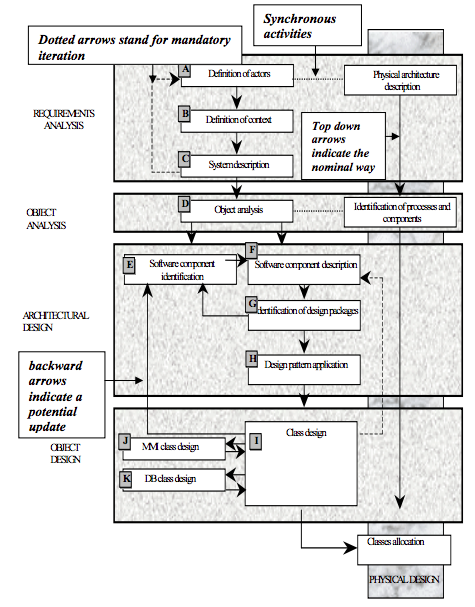 Synchronous
activities
Dotted arrows stand for mandatory
iteration
A
Definition of actors
Physical architecture
description
B
Definition of context
REQUIREMENTS
ANALYSIS
Top down
arrows
indicate the
nominal way
C
System description
D
Object analysis
Identification of processes and
components
OBJECT
ANALYSIS
E
Software component
identification
F
Software component description
G
Identification of design packages
ARCHITECTURAL
DESIGN
H
Design pattern application
backward
arrows
indicate a
potential
update
OBJECT
DESIGN
I
Class design
J
MMI class design
K
DB class design
Classes allocation
PHYSICAL DESIGN